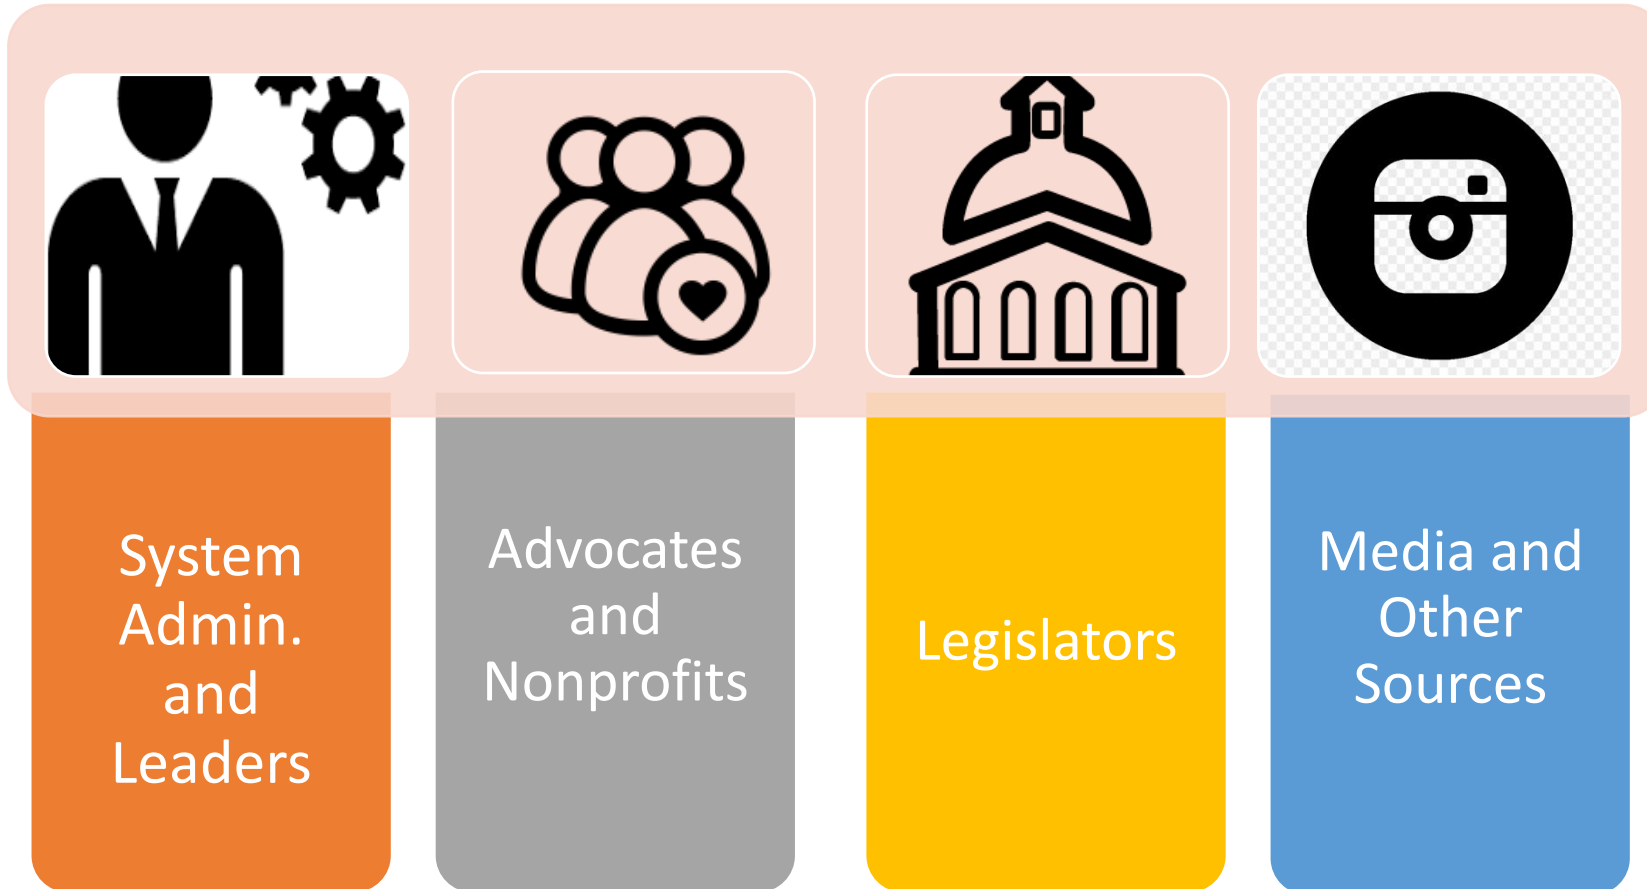 System
Admin.
and
Leaders
Advocates
and
Nonprofits
Legislators
Media and
Other
Sources